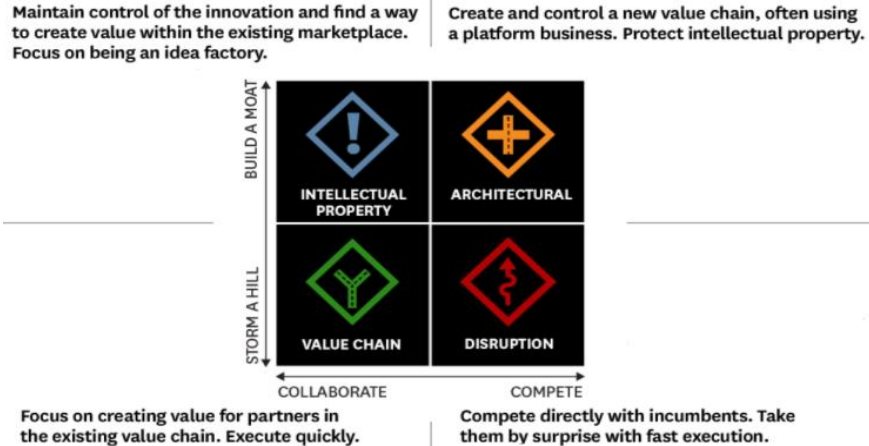 Maintain control of the innovation and find a way
to create value within the existing marketplace.
Focus on being an idea factory.
Create and control a new value chain, often using
a platform business. Protect intellectual property.
BUILD A MOAT
INTELLECTUAL
PROPERTY
ARCHITECTURAL
STORM A HILL
VALUE CHAIN
DISRUPTION
COLLABORATE
COMPETE
Focus on creating value for partners in
the existing value chain. Execute quickly.
Compete directly with incumbents. Take
them by surprise with fast execution.